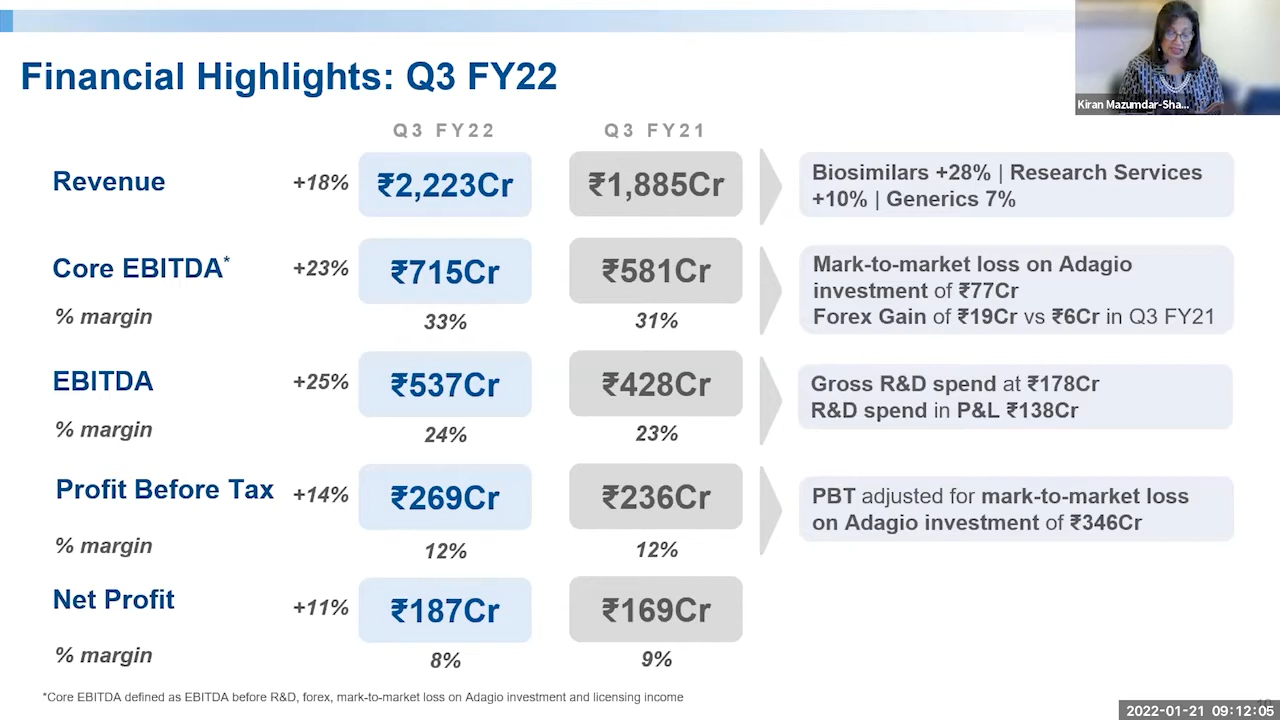 Financial Highlights: Q3 FY22
Kiran Mazumdar-Sha...
Q3 FY22
Q3 FY21
Revenue
+18%
₹2,223Cr
₹1,885Cr
Biosimilars +28% | Research Services
+10% | Generics 7%
Core EBITDA*
+23%
₹715Cr
₹581Cr
Mark-to-market loss on Adagio
investment of ₹77Cr
Forex Gain of ₹19Cr vs ₹6Cr in Q3 FY21
% margin
33%
31%
EBITDA
+25%
₹537Cr
₹428Cr
Gross R&D spend at ₹178Cr
R&D spend in P&L ₹138Cr
% margin
24%
23%
Profit Before Tax
+14%
₹269Cr
₹236Cr
PBT adjusted for mark-to-market loss
on Adagio investment of ₹346Cr
% margin
12%
12%
Net Profit
+11%
₹187Cr
₹169Cr
% margin
8%
9%
*Core EBITDA defined as EBITDA before R&D, forex, mark-to-market loss on Adagio investment and licensing income
2022-01-21 09:12:05